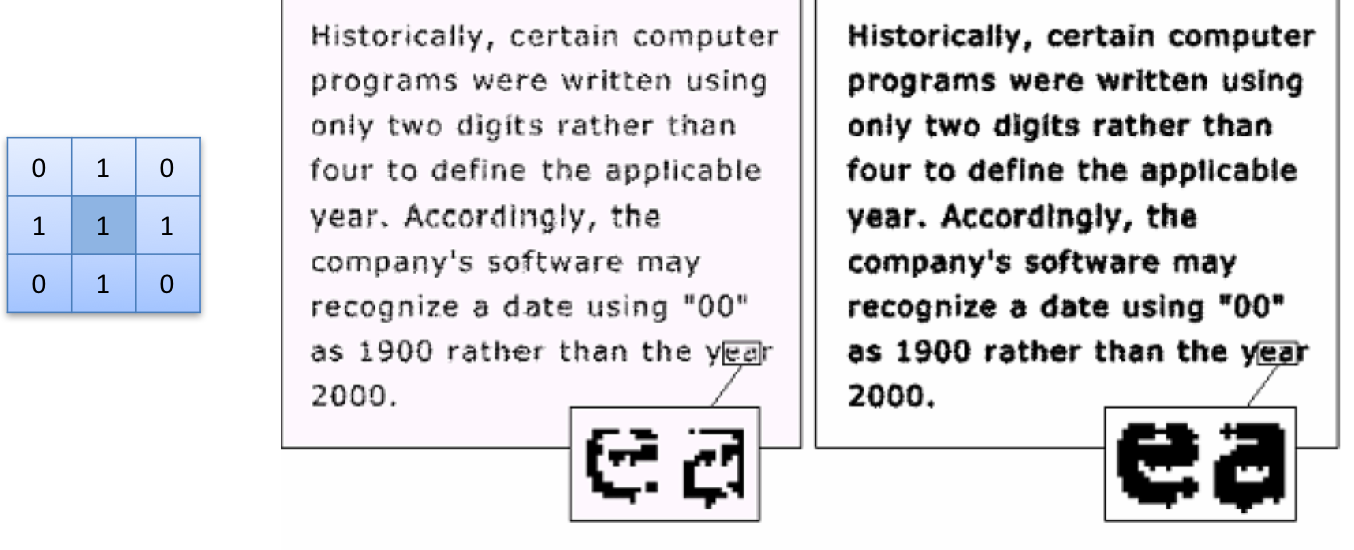 0 1 0
1 1 1
0 1 0
Historically, certain computer
programs were written using
only two digits rather than
four to define the applicable
year. Accordingly, the
company's software may
recognize a date using "00"
as 1900 rather than the year
2000.
e a
Historically, certain computer
programs were written using
only two digits rather than
four to define the applicable
year. Accordingly, the
company's software may
recognize a date using "00"
as 1900 rather than the year
2000.
e a